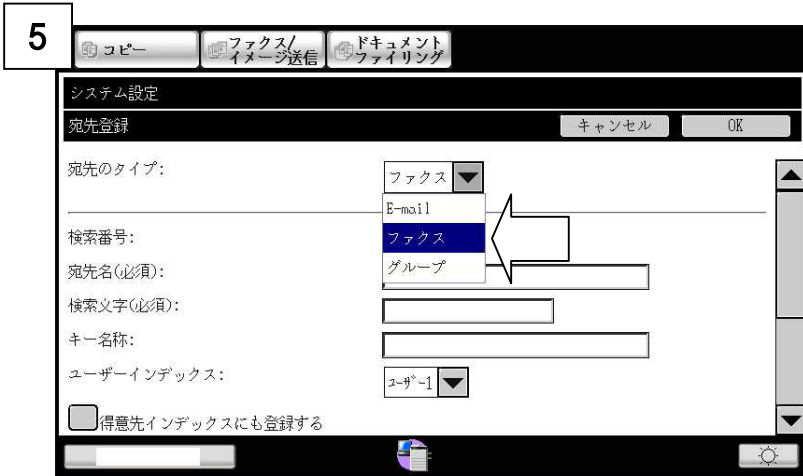 5
コピー
ファクス/
イメージ送信
ドキュメント
ファイリング
システム設定
宛先登録
キャンセル
OK
宛先のタイプ:
ファクス
E-mail
検索番号:
ファクス
宛先名(必須):
グループ
検索文字(必須):
キー名称:
ユーザーインデックス:
ユーザー1
得意先インデックスにも登録する